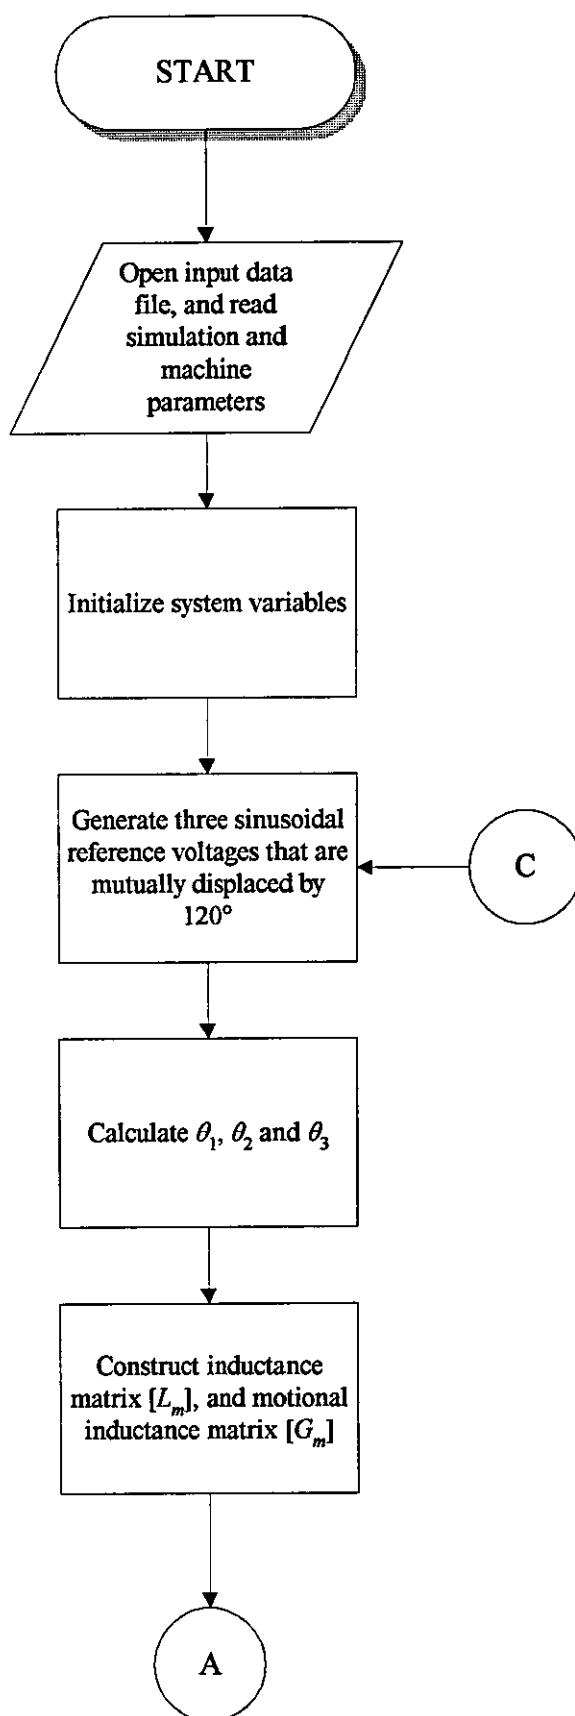 START
Open input data
file, and read
simulation and
machine
parameters
Initialize system variables
Generate three sinusoidal
reference voltages that are
mutually displaced by
120°
C
Calculate θ₁, θ₂ and θ₃
Construct inductance
matrix [Lₘ], and motional
inductance matrix [Gₘ]
A